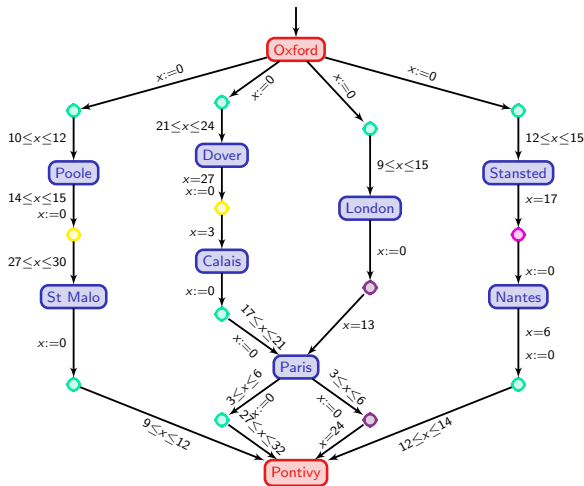 Oxford
x:=0
x:=0
x:=0
x:=0
10≤x≤12
21≤x≤24
9≤x≤15
12≤x≤15
Poole
Dover
London
Stansted
14≤x≤15
x:=0
x=27
x:=0
x:=0
x=17
27≤x≤30
x=3
x:=0
St Malo
Calais
Nantes
x:=0
x:=0
17≤x≤21
x:=0
x=13
x=6
x:=0
Paris
3≤x≤6
x:=0
3≤x≤6
x:=0
9≤x≤12
27≤x≤32
x=24
12≤x≤14
Pontivy